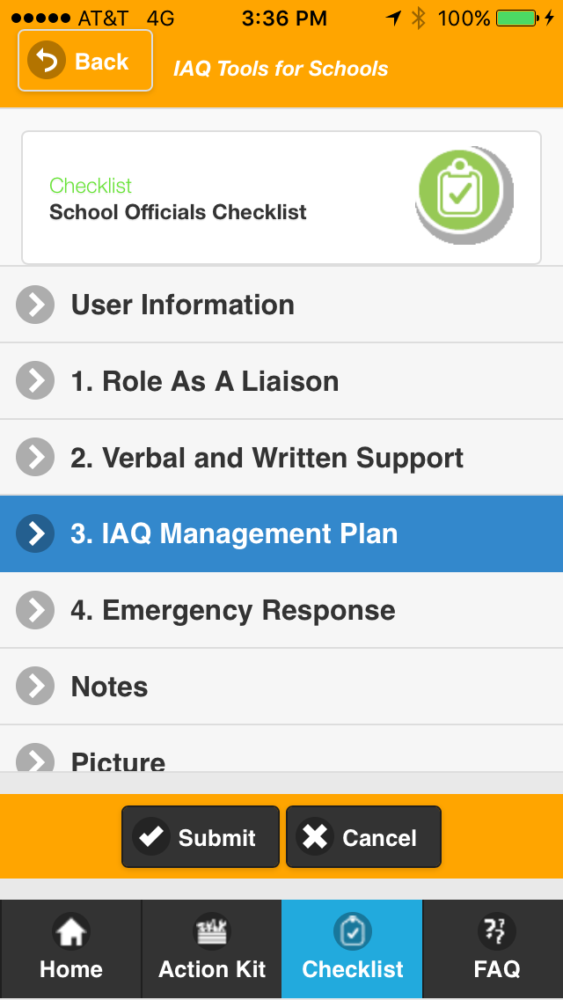 AT&T 4G 3:36 PM 100%
Back IAQ Tools for Schools
Checklist
School Officials Checklist
User Information
1. Role As A Liaison
2. Verbal and Written Support
3. IAQ Management Plan
4. Emergency Response
Notes
Picture
Submit Cancel
Home Action Kit Checklist FAQ